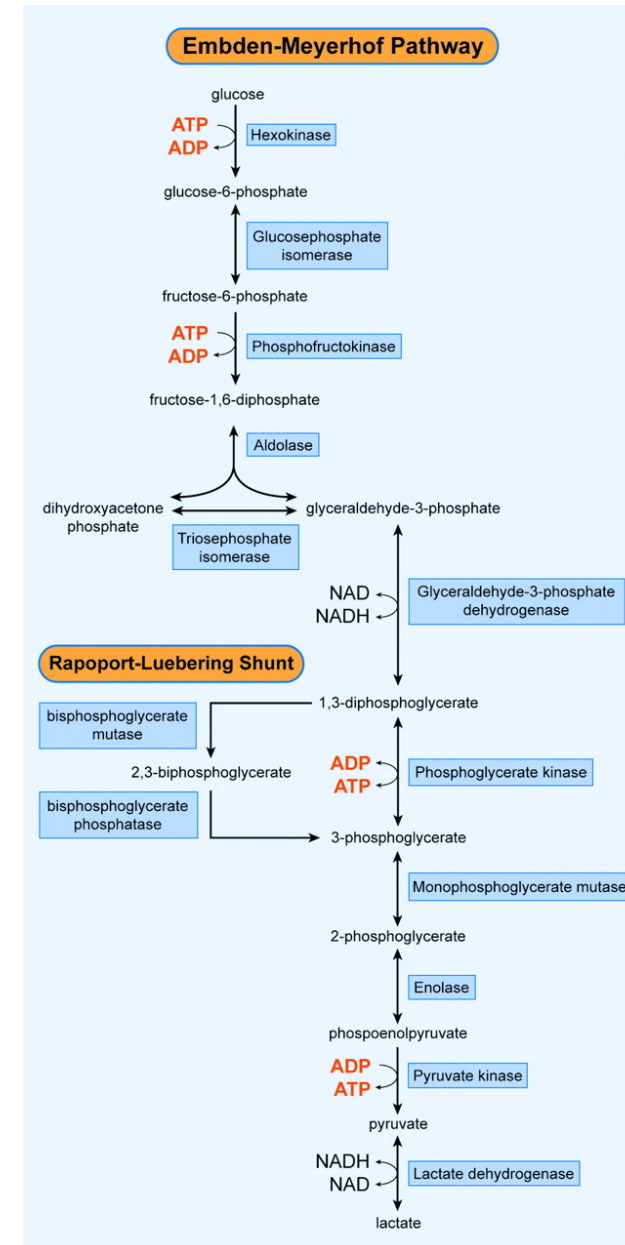 Embden-Meyerhof Pathway
glucose
ATP
ADP
Hexokinase
glucose-6-phosphate
Glucosephosphate
isomerase
fructose-6-phosphate
ATP
ADP
Phosphofructokinase
fructose-1,6-diphosphate
Aldolase
dihydroxyacetone
phosphate
glyceraldehyde-3-phosphate
Triosephosphate
isomerase
NAD
NADH
Glyceraldehyde-3-phosphate
dehydrogenase
Rapoport-Luebering Shunt
1,3-diphosphoglycerate
bisphosphoglycerate
mutase
2,3-biphosphoglycerate
ADP
ATP
Phosphoglycerate kinase
bisphosphoglycerate
phosphatase
3-phosphoglycerate
Monophosphoglycerate mutase
2-phosphoglycerate
Enolase
phospoenolpyruvate
ADP
ATP
Pyruvate kinase
pyruvate
NADH
NAD
Lactate dehydrogenase
lactate